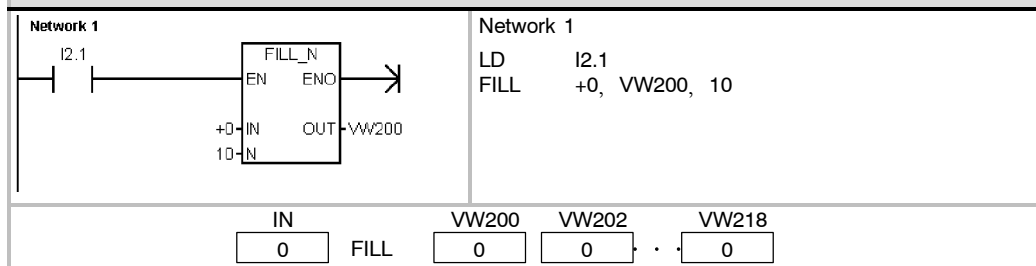 Network 1
I2.1
FILL_N
EN ENO
+0 IN OUT VW200
10 N
Network 1
LD I2.1
FILL +0, VW200, 10
IN VW200 VW202 VW218
0 FILL 0 0 · · · 0